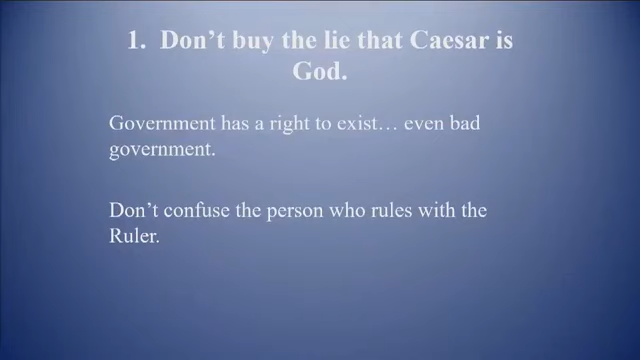 1. Don’t buy the lie that Caesar is
God.
Government has a right to exist… even bad
government.
Don’t confuse the person who rules with the
Ruler.